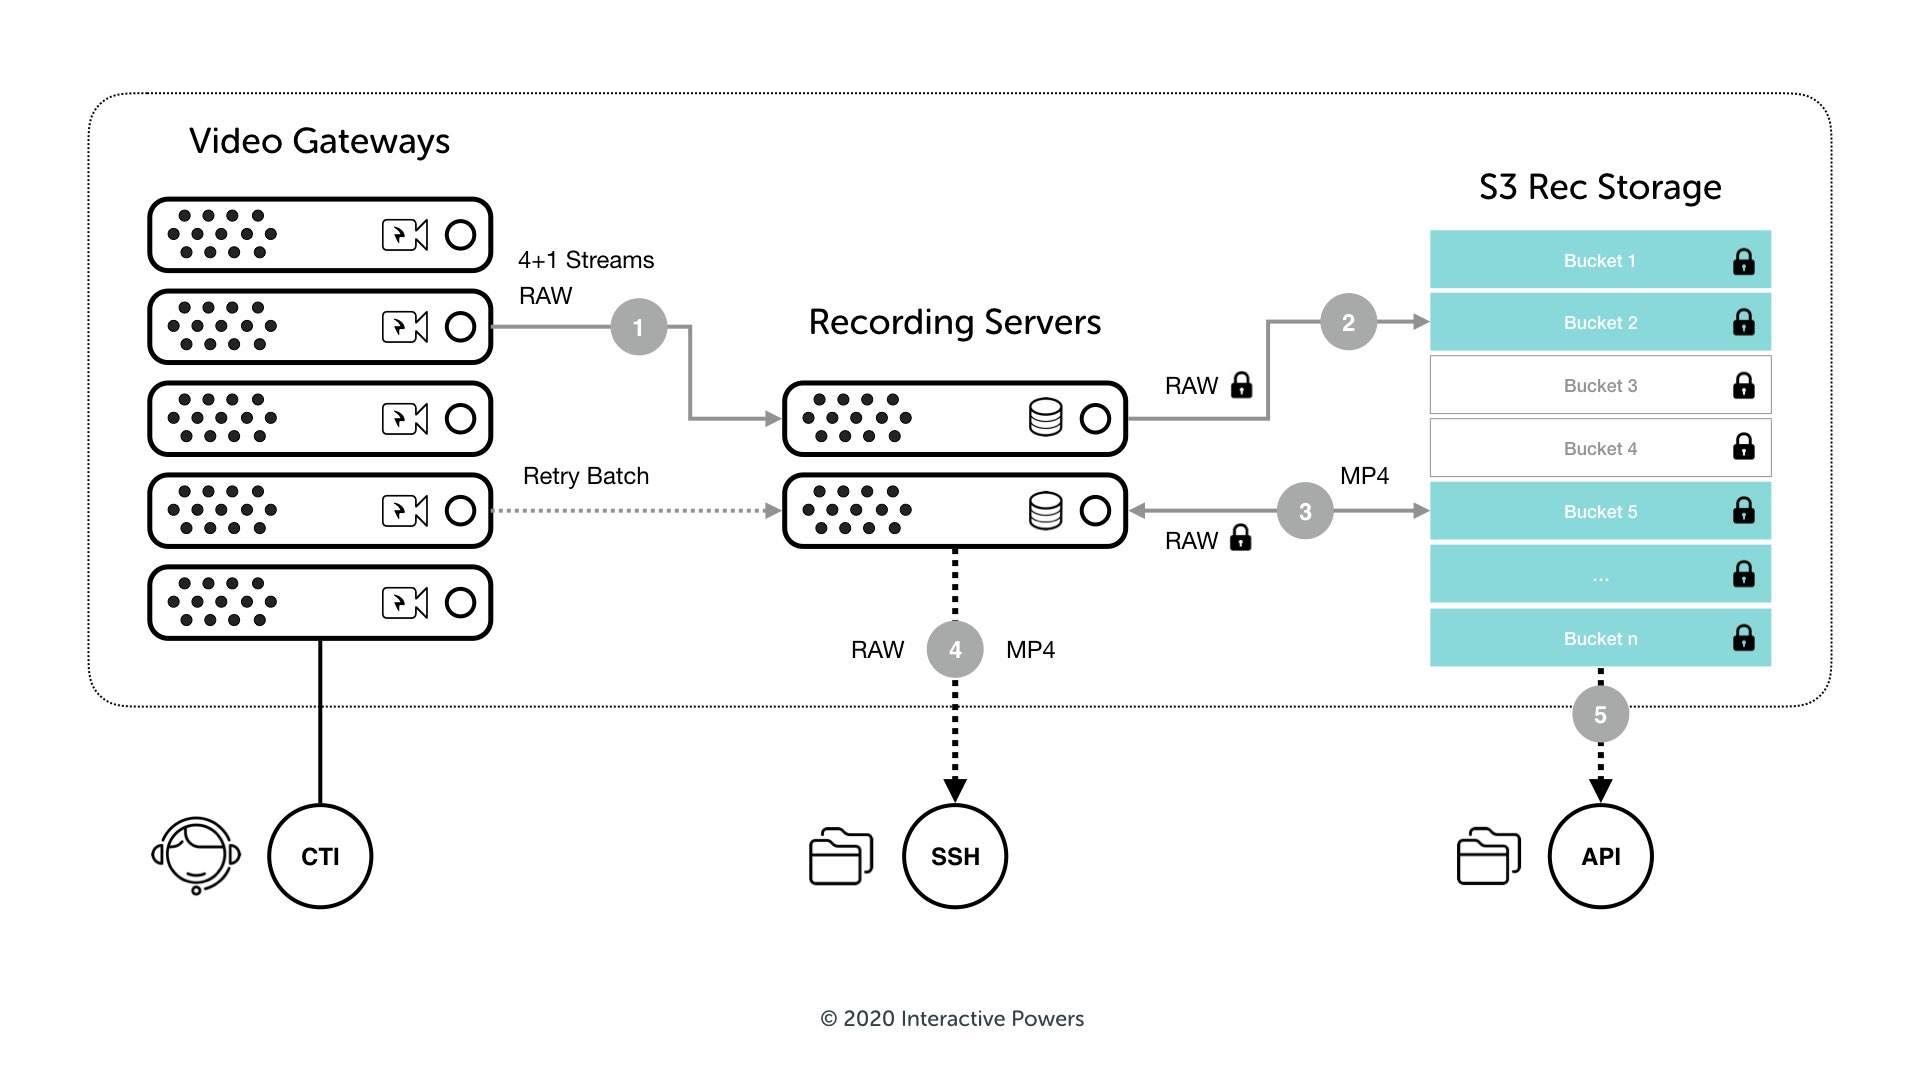 Video Gateways
S3 Rec Storage
4+1 Streams
RAW
1
Recording Servers
2
RAW
Bucket 1
Bucket 2
Bucket 3
Bucket 4
Retry Batch
MP4
3
RAW
Bucket 5
...
Bucket n
RAW
4
MP4
5
CTI
SSH
API
© 2020 Interactive Powers